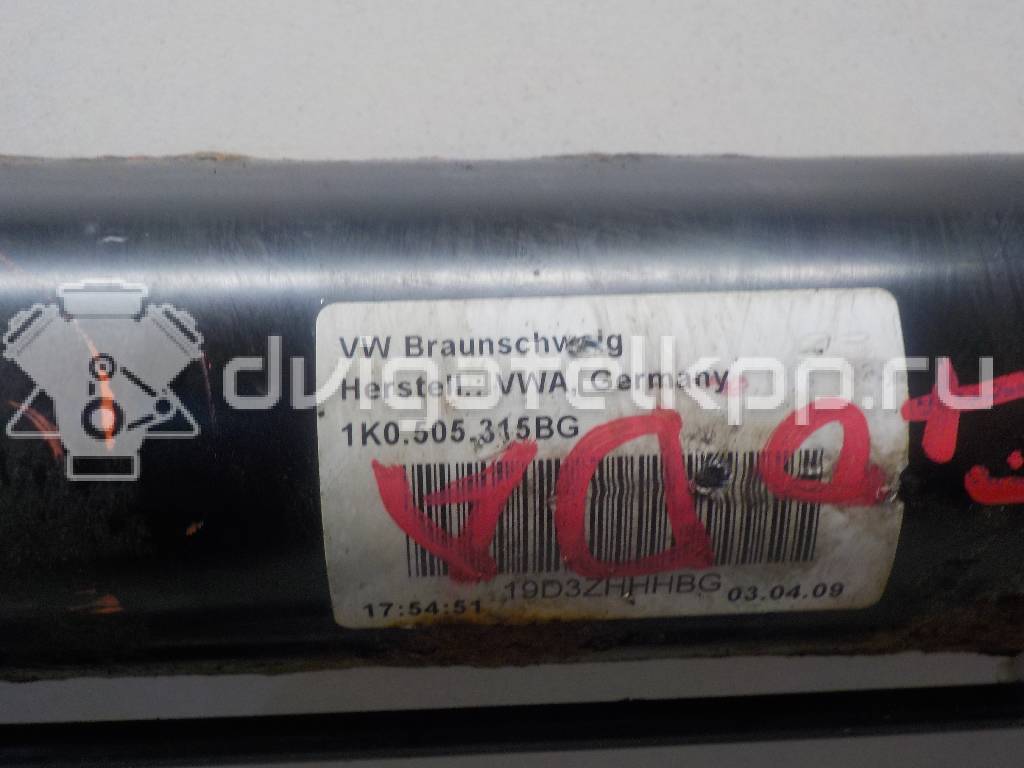 VW Braunschweig
Herstell.: VWA, Germany
1K0.505.315BG
19D3ZHHHBG
17:54:51 03.04.09
dvigatelkpp.ru